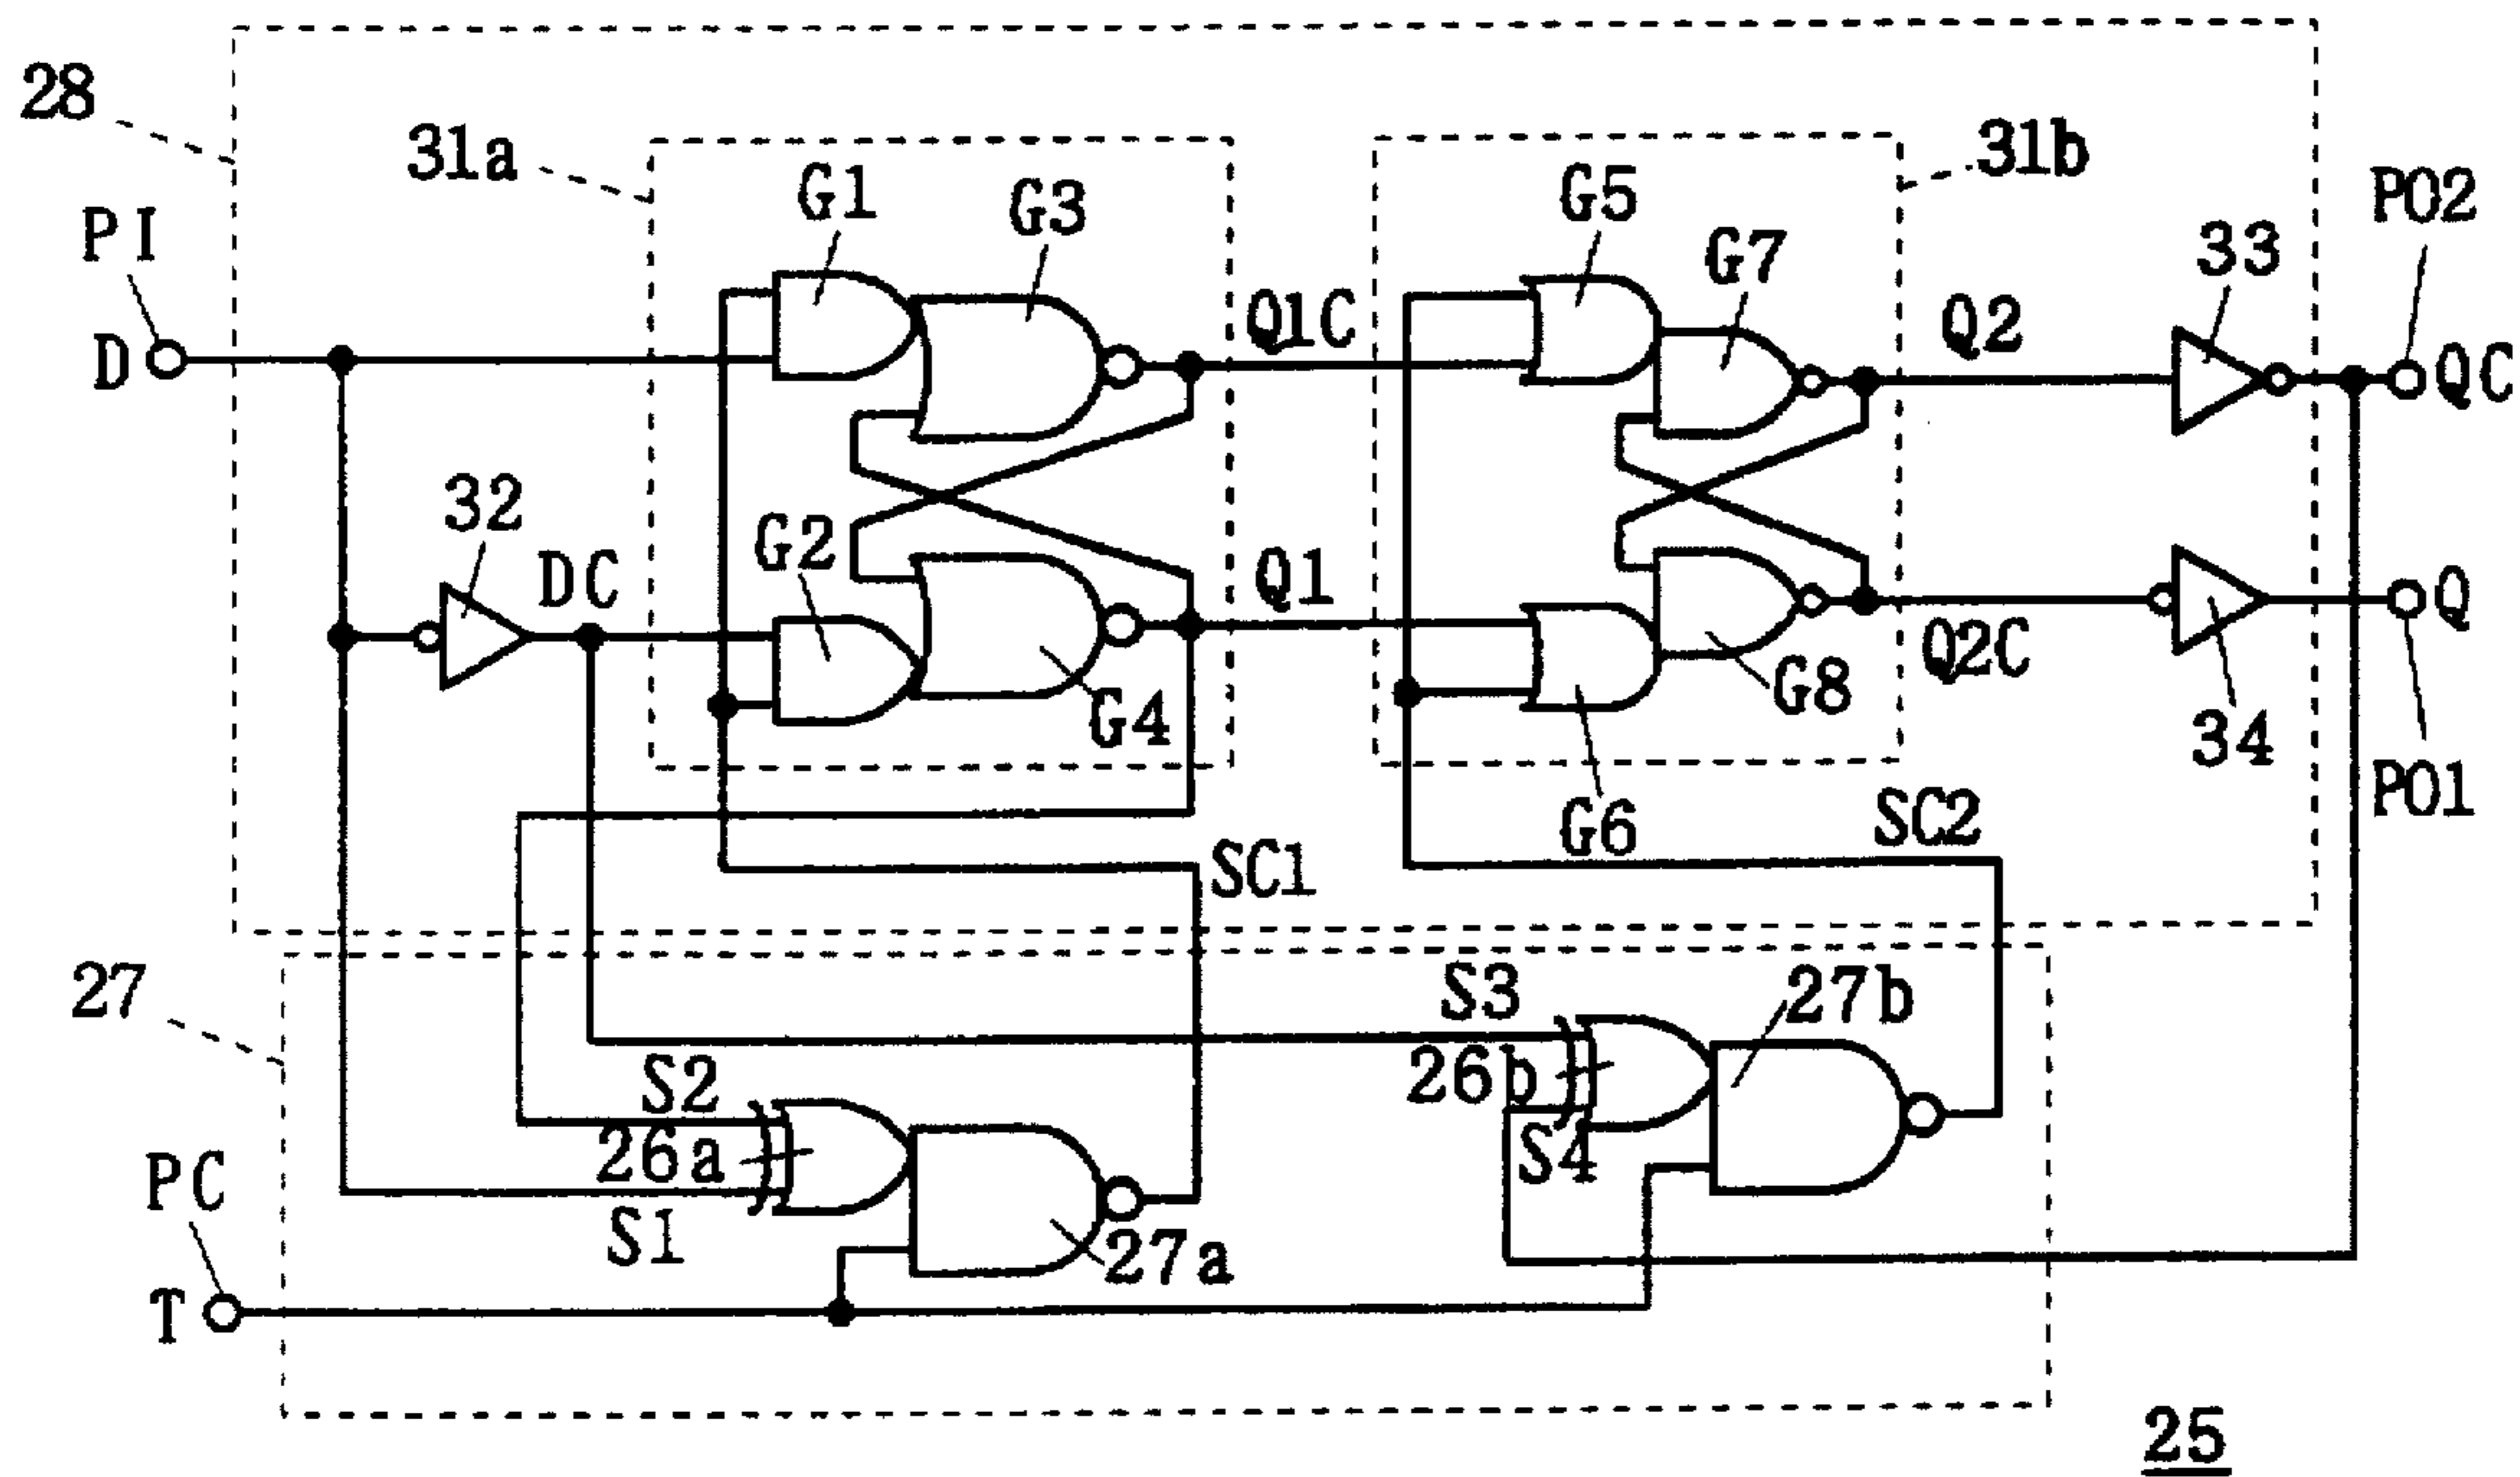 28
31a
31b
PI
G1
G3
G5
G7
33
PO2
D
Q1C
Q2
QC
32
DC
G2
Q1
Q
G4
Q2C
G8
34
PO1
G6
SC2
SC1
27
S3
27b
26b
S2
26a
S4
PC
S1
27a
T
25